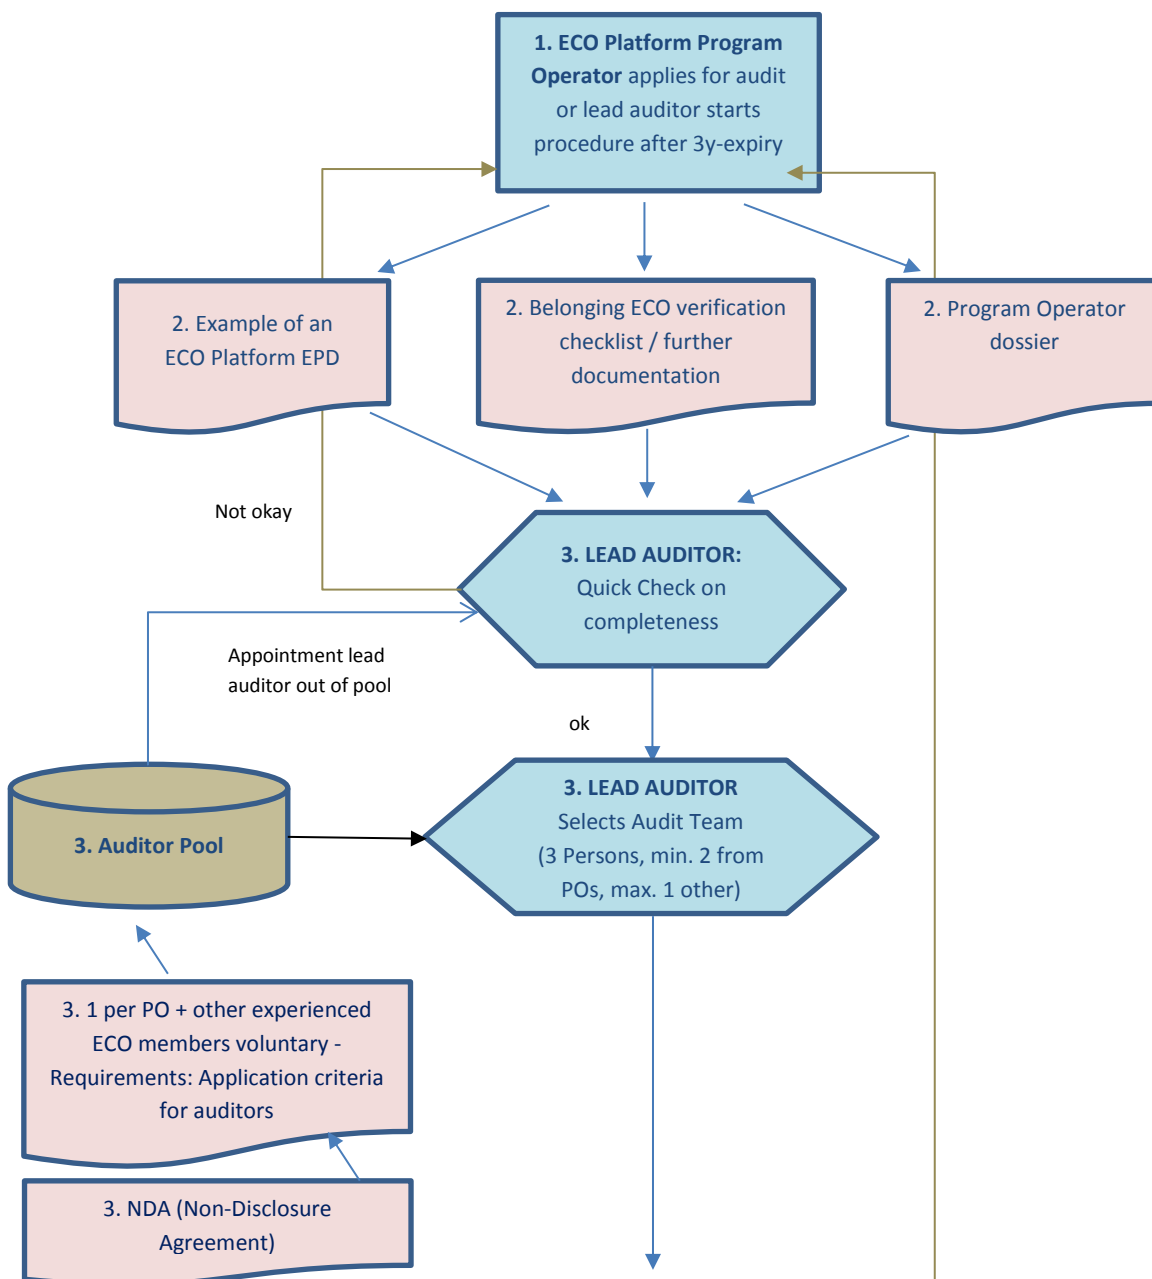 1. ECO Platform Program
Operator applies for audit
or lead auditor starts
procedure after 3y-expiry
2. Example of an
ECO Platform EPD
2. Belonging ECO verification
checklist / further
documentation
2. Program Operator
dossier
Not okay
3. LEAD AUDITOR:
Quick Check on
completeness
Appointment lead
auditor out of pool
ok
3. LEAD AUDITOR
Selects Audit Team
(3 Persons, min. 2 from
POs, max. 1 other)
3. Auditor Pool
3. 1 per PO + other experienced
ECO members voluntary -
Requirements: Application criteria
for auditors
3. NDA (Non-Disclosure
Agreement)